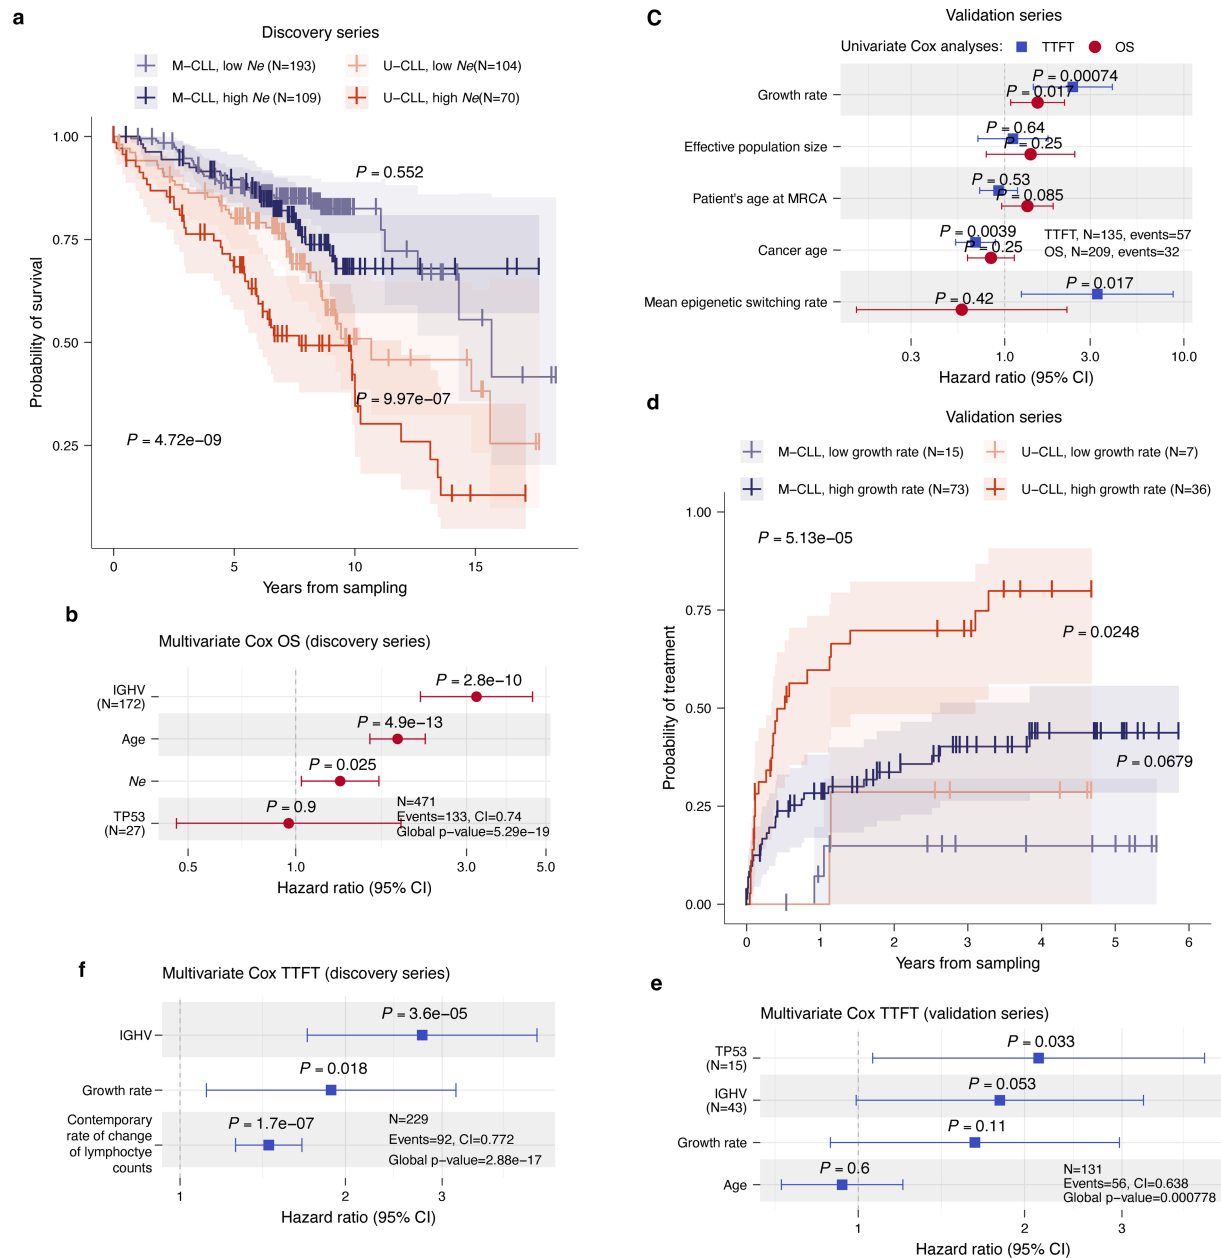 a
Discovery series
M−CLL, low Ne (N=193)
U−CLL, low Ne(N=104)
M−CLL, high Ne (N=109)
U−CLL, high Ne(N=70)
1.00
0.75
0.50
0.25
Probability of survival
P = 0.552
P = 9.97e−07
P = 4.72e−09
0
5
10
15
Years from sampling
b
Multivariate Cox OS (discovery series)
IGHV
(N=172)
Age
Ne
TP53
(N=27)
P = 2.8e−10
P = 4.9e−13
P = 0.025
P = 0.9
N=471
Events=133, CI=0.74
Global p−value=5.29e−19
0.5
1.0
3.0
5.0
Hazard ratio (95% CI)
C
Validation series
Univariate Cox analyses:
TTFT
OS
Growth rate
Effective population size
Patient's age at MRCA
Cancer age
Mean epigenetic switching rate
P = 0.00074
P = 0.017
P = 0.64
P = 0.25
P = 0.53
P = 0.085
P = 0.0039
P = 0.25
TTFT, N=135, events=57
OS, N=209, events=32
P = 0.017
P = 0.42
0.3
1.0
3.0
10.0
Hazard ratio (95% CI)
d
Validation series
M−CLL, low growth rate (N=15)
U−CLL, low growth rate (N=7)
M−CLL, high growth rate (N=73)
U−CLL, high growth rate (N=36)
1.00
0.75
0.50
0.25
0.00
Probability of treatment
P = 5.13e−05
P = 0.0248
P = 0.0679
0
1
2
3
4
5
6
Years from sampling
f
Multivariate Cox TTFT (discovery series)
IGHV
Growth rate
Contemporary
rate of change
of lymphoctye
counts
P = 3.6e−05
P = 0.018
P = 1.7e−07
N=229
Events=92, CI=0.772
Global p−value=2.88e−17
1
2
3
Hazard ratio (95% CI)
e
Multivariate Cox TTFT (validation series)
TP53
(N=15)
IGHV
(N=43)
Growth rate
Age
P = 0.033
P = 0.053
P = 0.11
P = 0.6
N=131
Events=56, CI=0.638
Global p−value=0.000778
1
2
3
Hazard ratio (95% CI)